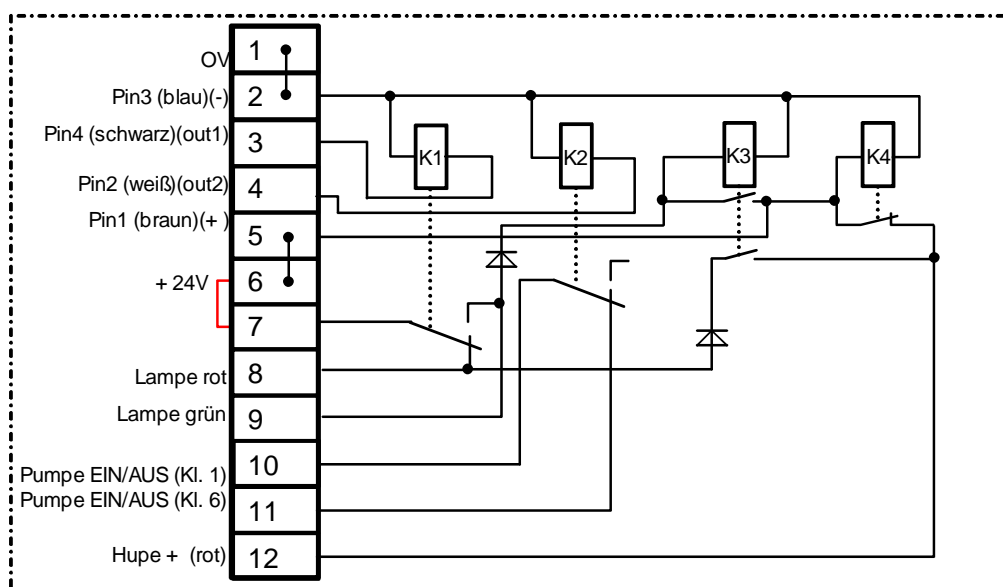 OV 1
Pin3 (blau)(-) 2
Pin4 (schwarz)(out1) 3
Pin2 (weiß)(out2) 4
Pin1 (braun)(+ ) 5
+ 24V 6
7
Lampe rot 8
Lampe grün 9
Pumpe EIN/AUS (Kl. 1) 10
Pumpe EIN/AUS (Kl. 6) 11
Hupe + (rot) 12
K1 K2 K3 K4